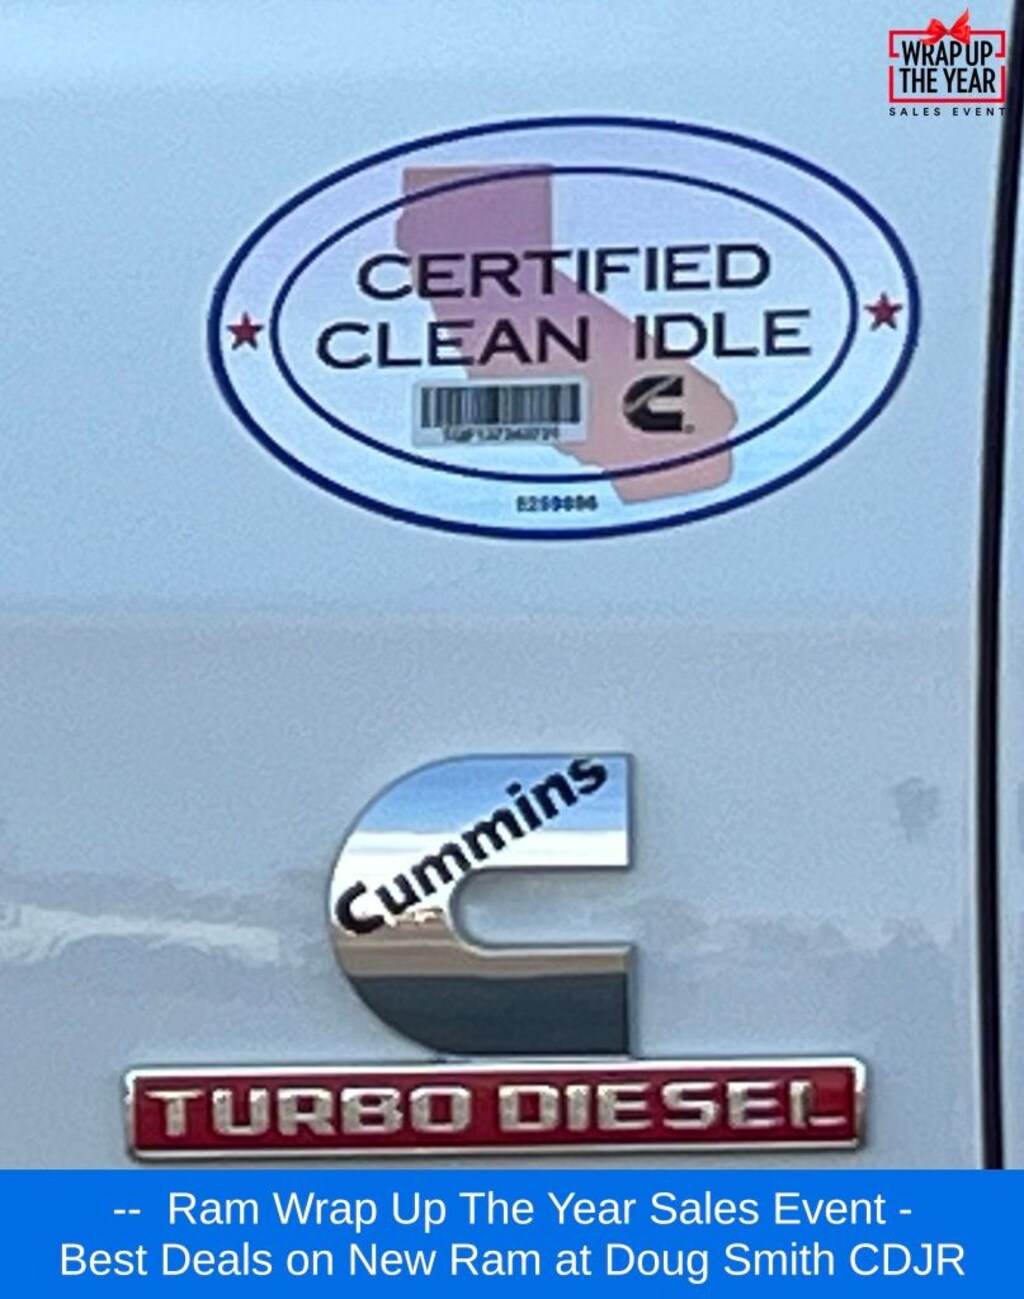 WRAP UP
THE YEAR
SALES EVENT
CERTIFIED
CLEAN IDLE
Cummins
TURBO DIESEL
-- Ram Wrap Up The Year Sales Event -
Best Deals on New Ram at Doug Smith CDJR